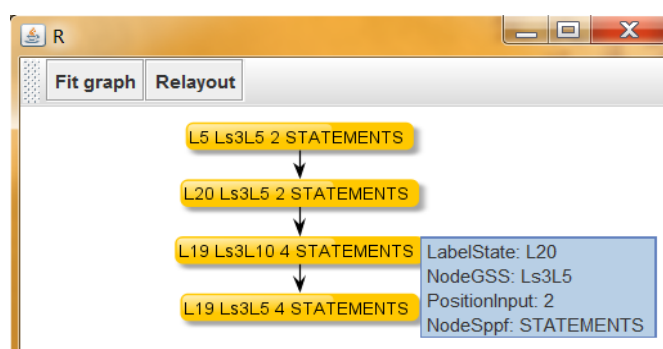 R
Fit graph Relayout
L5 Ls3L5 2 STATEMENTS
L20 Ls3L5 2 STATEMENTS
L19 Ls3L10 4 STATEMENTS
L19 Ls3L5 4 STATEMENTS
LabelState: L20
NodeGSS: Ls3L5
PositionInput: 2
NodeSppf: STATEMENTS